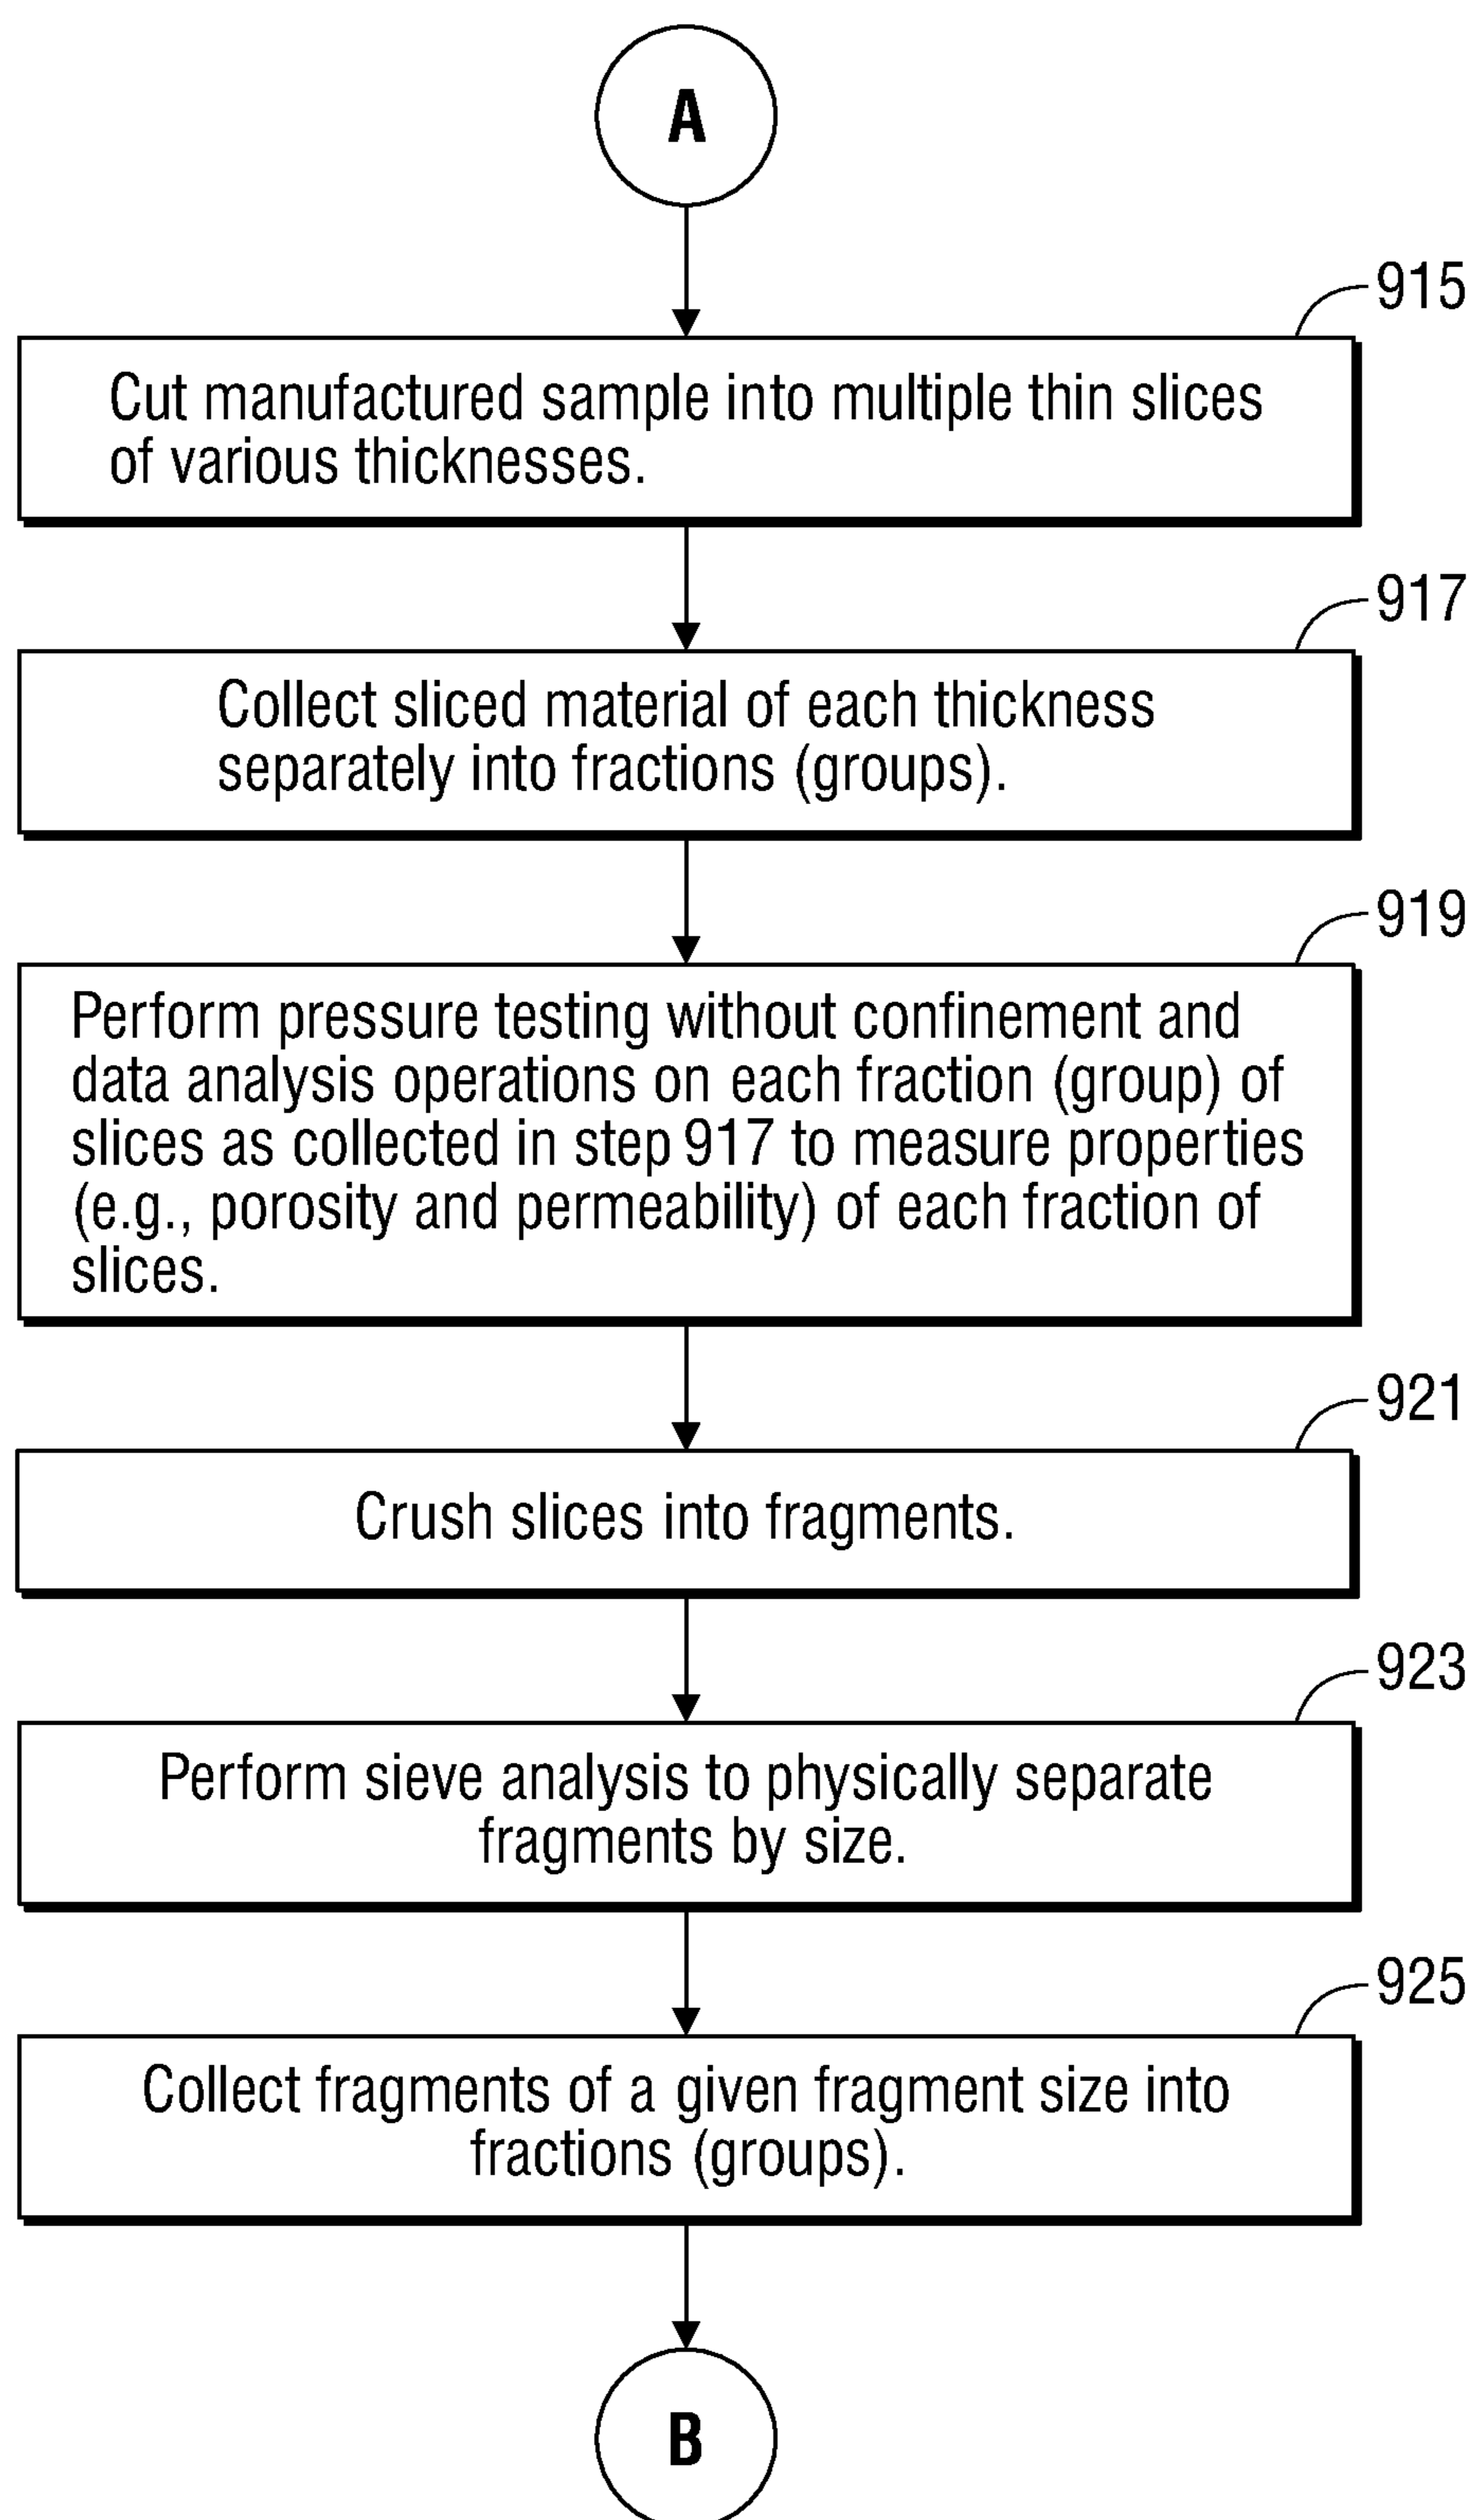 A
915
Cut manufactured sample into multiple thin slices
of various thicknesses.
917
Collect sliced material of each thickness
separately into fractions (groups).
919
Perform pressure testing without confinement and
data analysis operations on each fraction (group) of
slices as collected in step 917 to measure properties
(e.g., porosity and permeability) of each fraction of
slices.
921
Crush slices into fragments.
923
Perform sieve analysis to physically separate
fragments by size.
925
Collect fragments of a given fragment size into
fractions (groups).
B